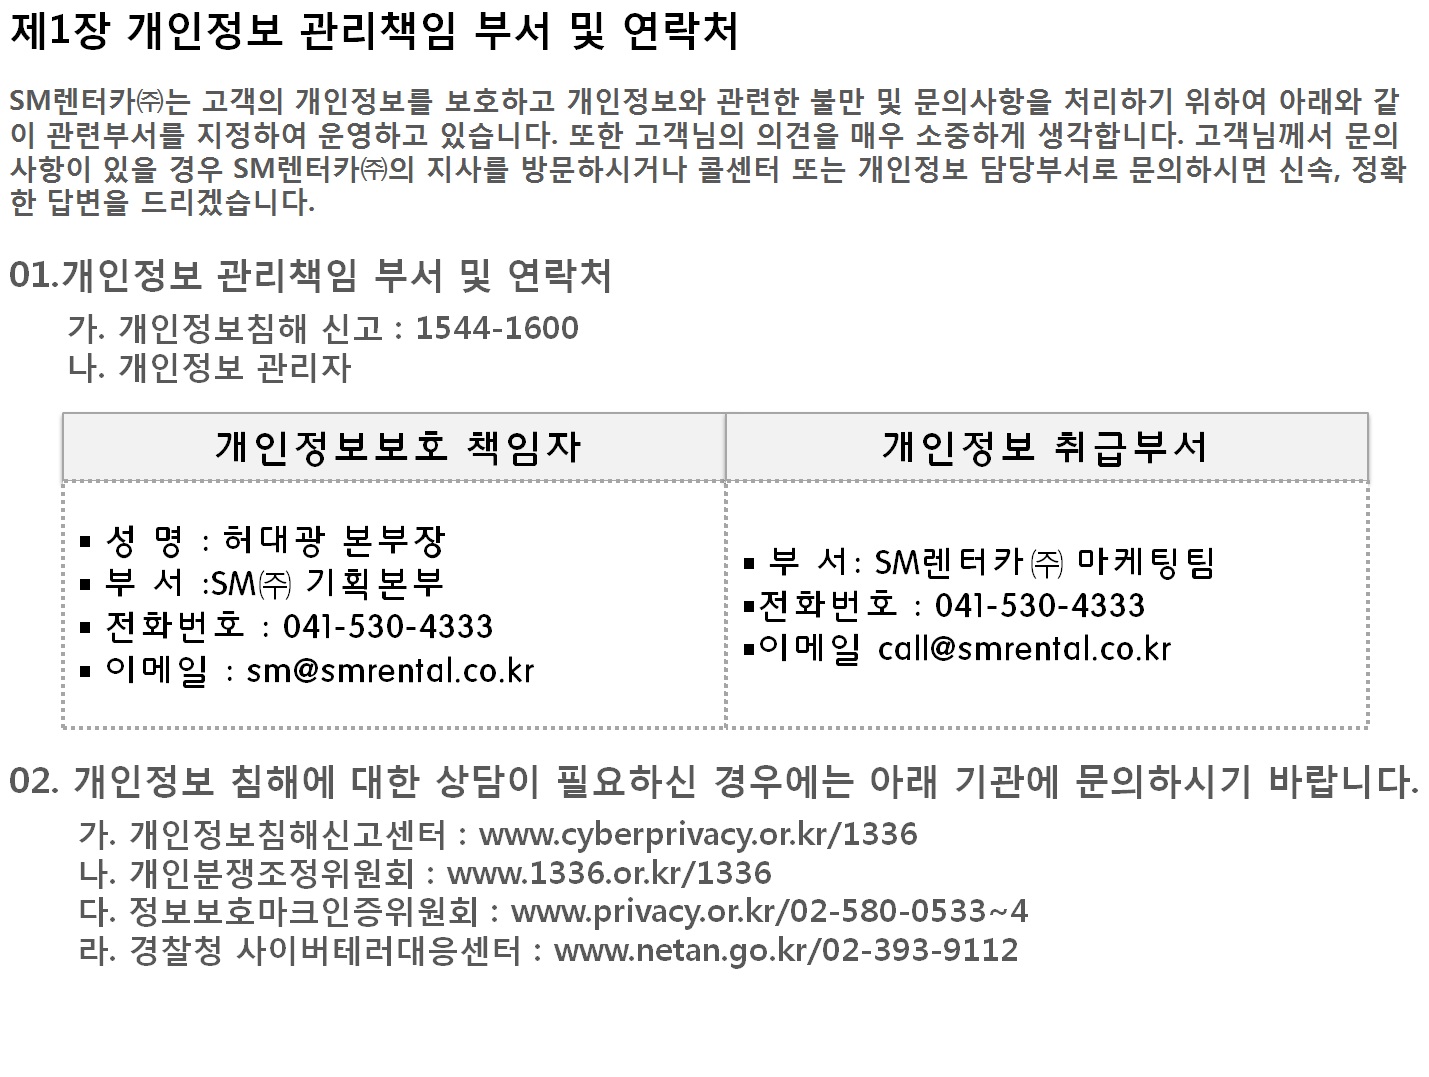 제1장 개인정보 관리책임 부서 및 연락처
SM렌터카㈜는 고객의 개인정보를 보호하고 개인정보와 관련한 불만 및 문의사항을 처리하기 위하여 아래와 같
이 관련부서를 지정하여 운영하고 있습니다. 또한 고객님의 의견을 매우 소중하게 생각합니다. 고객님께서 문의
사항이 있을 경우 SM렌터카㈜의 지사를 방문하시거나 콜센터 또는 개인정보 담당부서로 문의하시면 신속, 정확
한 답변을 드리겠습니다.
01.개인정보 관리책임 부서 및 연락처
가. 개인정보침해 신고 : 1544-1600
나. 개인정보 관리자
개인정보보호 책임자
▪ 성 명 : 허대광 본부장
▪ 부 서 :SM㈜ 기획본부
▪ 전화번호 : 041-530-4333
▪ 이메일 : sm@smrental.co.kr
개인정보 취급부서
▪ 부 서: SM렌터카㈜ 마케팅팀
▪전화번호 : 041-530-4333
▪이메일 call@smrental.co.kr
02. 개인정보 침해에 대한 상담이 필요하신 경우에는 아래 기관에 문의하시기 바랍니다.
가. 개인정보침해신고센터 : www.cyberprivacy.or.kr/1336
나. 개인분쟁조정위원회 : www.1336.or.kr/1336
다. 정보보호마크인증위원회 : www.privacy.or.kr/02-580-0533~4
라. 경찰청 사이버테러대응센터 : www.netan.go.kr/02-393-9112